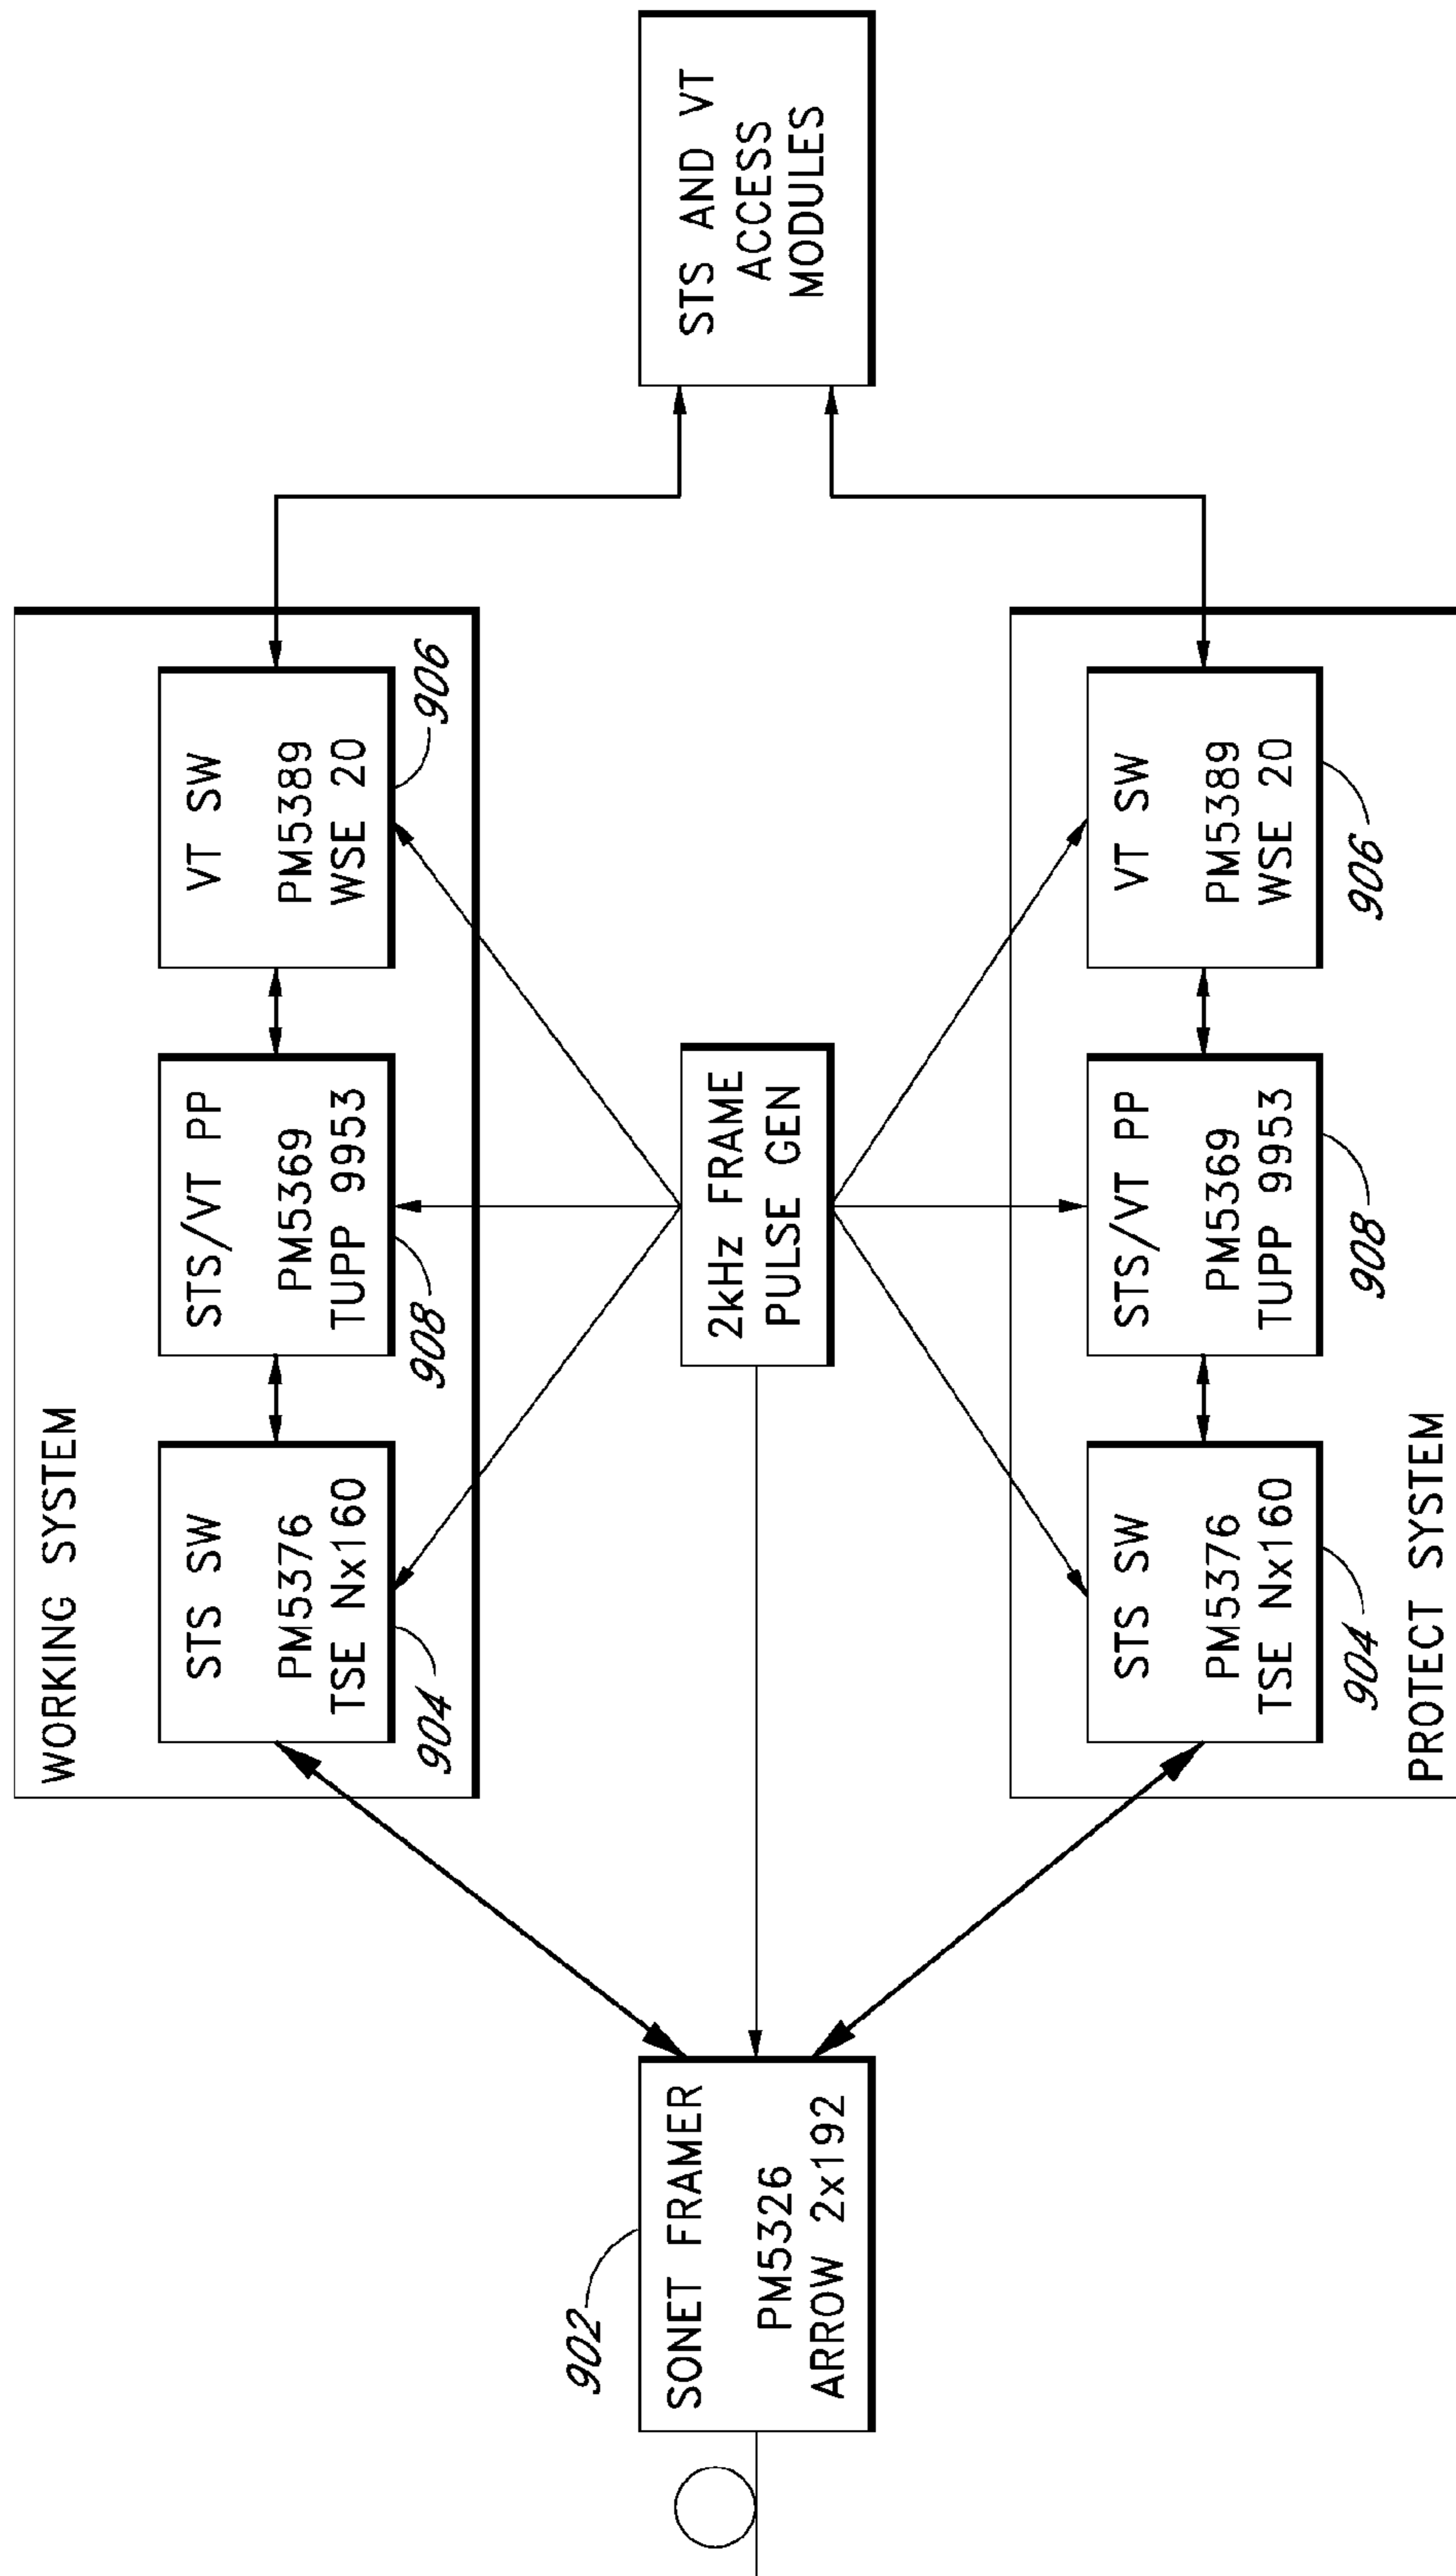 WORKING SYSTEM
STS SW
PM5376
TSE Nx160
904
STS/VT PP
PM5369
TUPP 9953
908
VT SW
PM5389
WSE 20
906
902
SONET FRAMER
PM5326
ARROW 2x192
2kHz FRAME
PULSE GEN
STS AND VT
ACCESS
MODULES
STS SW
PM5376
TSE Nx160
904
STS/VT PP
PM5369
TUPP 9953
908
VT SW
PM5389
WSE 20
906
PROTECT SYSTEM